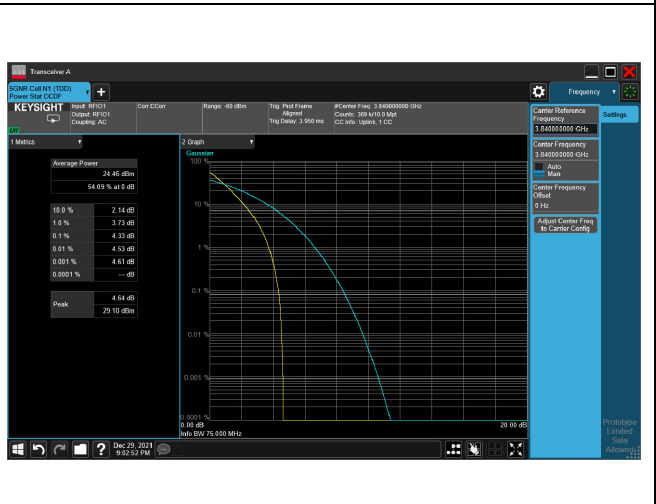 Transceiver A
5GNR Cell N1 (TDD)
Power Stat CCDF
Frequency
KEYSIGHT
Input: RFIO1
Output: RFIO1
Coupling: AC
Corr CCorr
Range: -60 dBm
Trig: Prot Frame
Aligned
Trig Delay: 3.950 ms
#Center Freq: 3.840000000 GHz
Counts: 369 k/10.0 Mpt
CC Info: Uplink, 1 CC
1 Metrics
Average Power
24.46 dBm
54.09 % at 0 dB
10.0 % 2.14 dB
1.0 % 3.73 dB
0.1 % 4.33 dB
0.01 % 4.53 dB
0.001 % 4.61 dB
0.0001 % --- dB
Peak 4.64 dB
29.10 dBm
2 Graph
Gaussian
100 %
10 %
1 %
0.1 %
0.01 %
0.001 %
0.0001 %
0.00 dB 20.00 dB
Info BW 75.000 MHz
Carrier Reference
Frequency
3.840000000 GHz
Center Frequency
3.840000000 GHz
Auto
Man
Center Frequency
Offset
0 Hz
Adjust Center Freq
to Carrier Config
Settings
Prototype
Limited
Sale
Allowed
Dec 29, 2021
9:02:52 PM